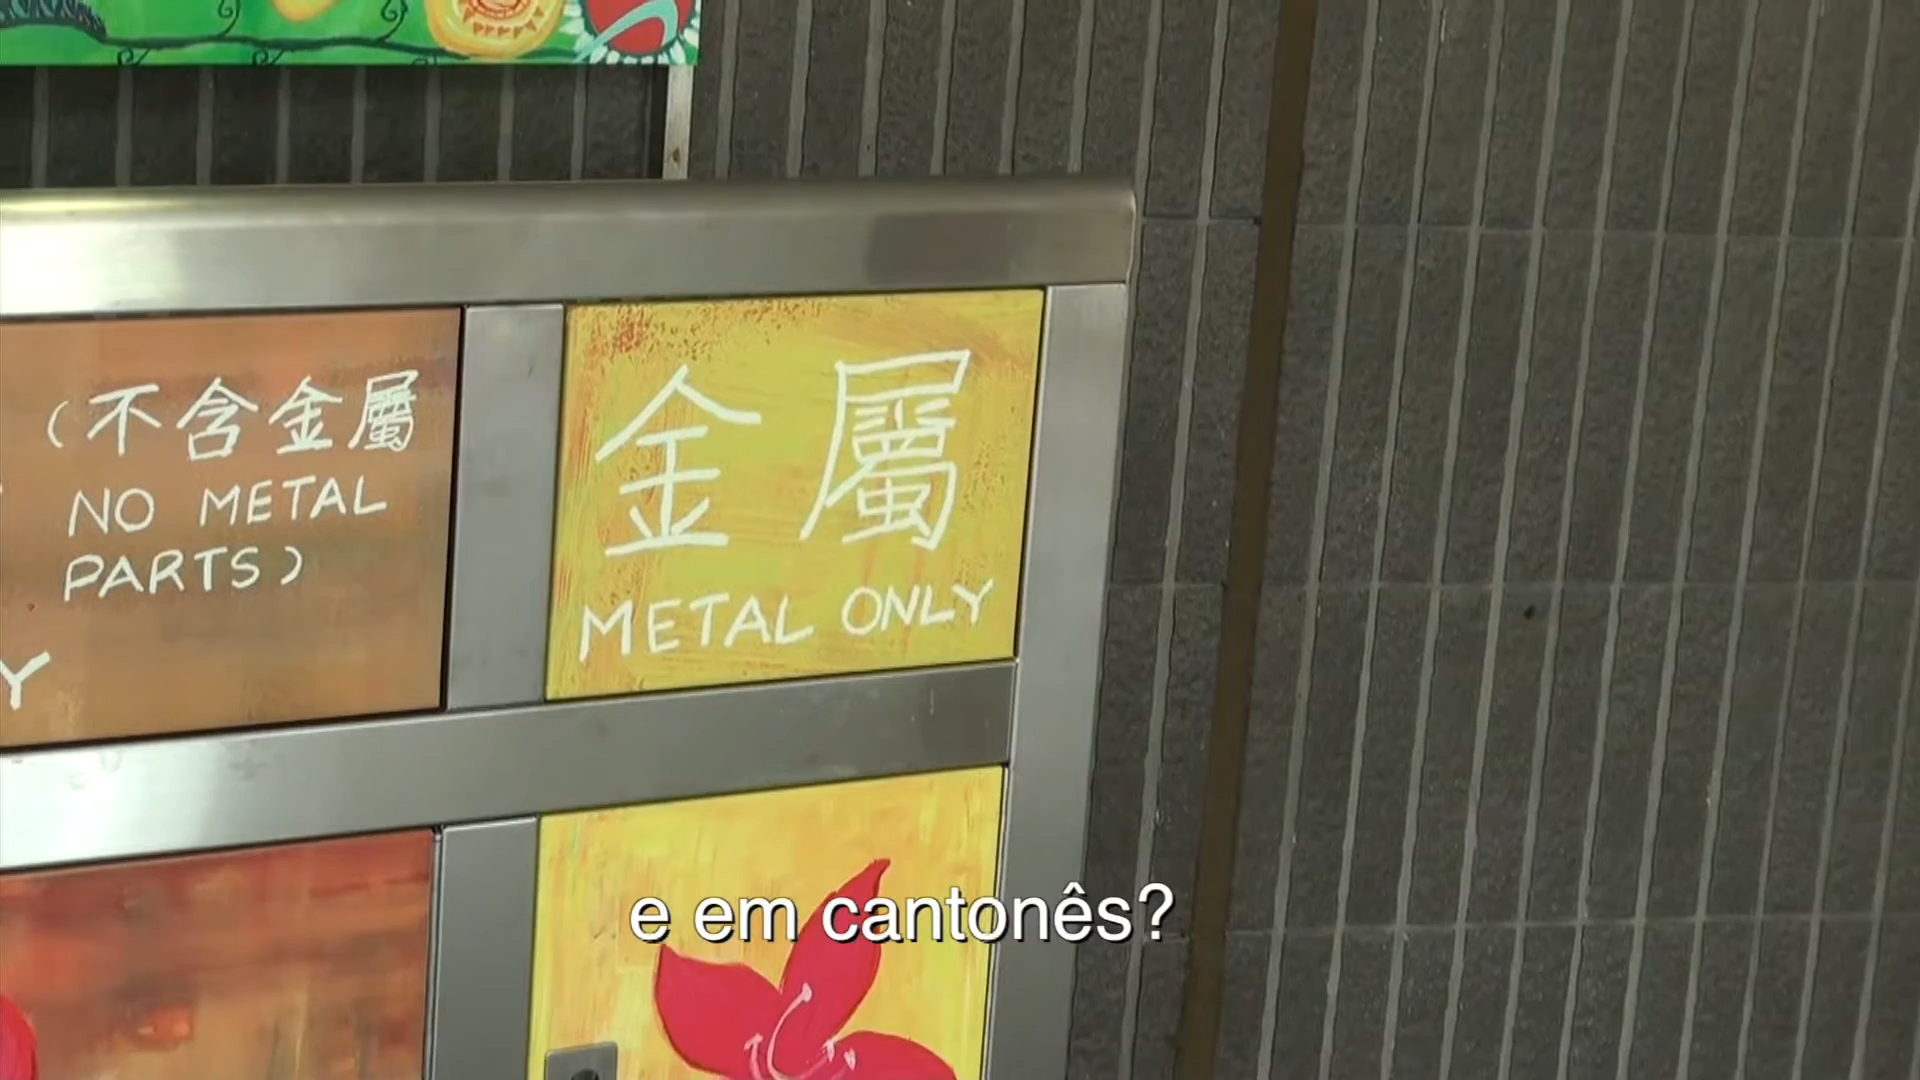 (不含金屬
NO METAL
PARTS)
Y
金屬
METAL ONLY
e em cantonês?